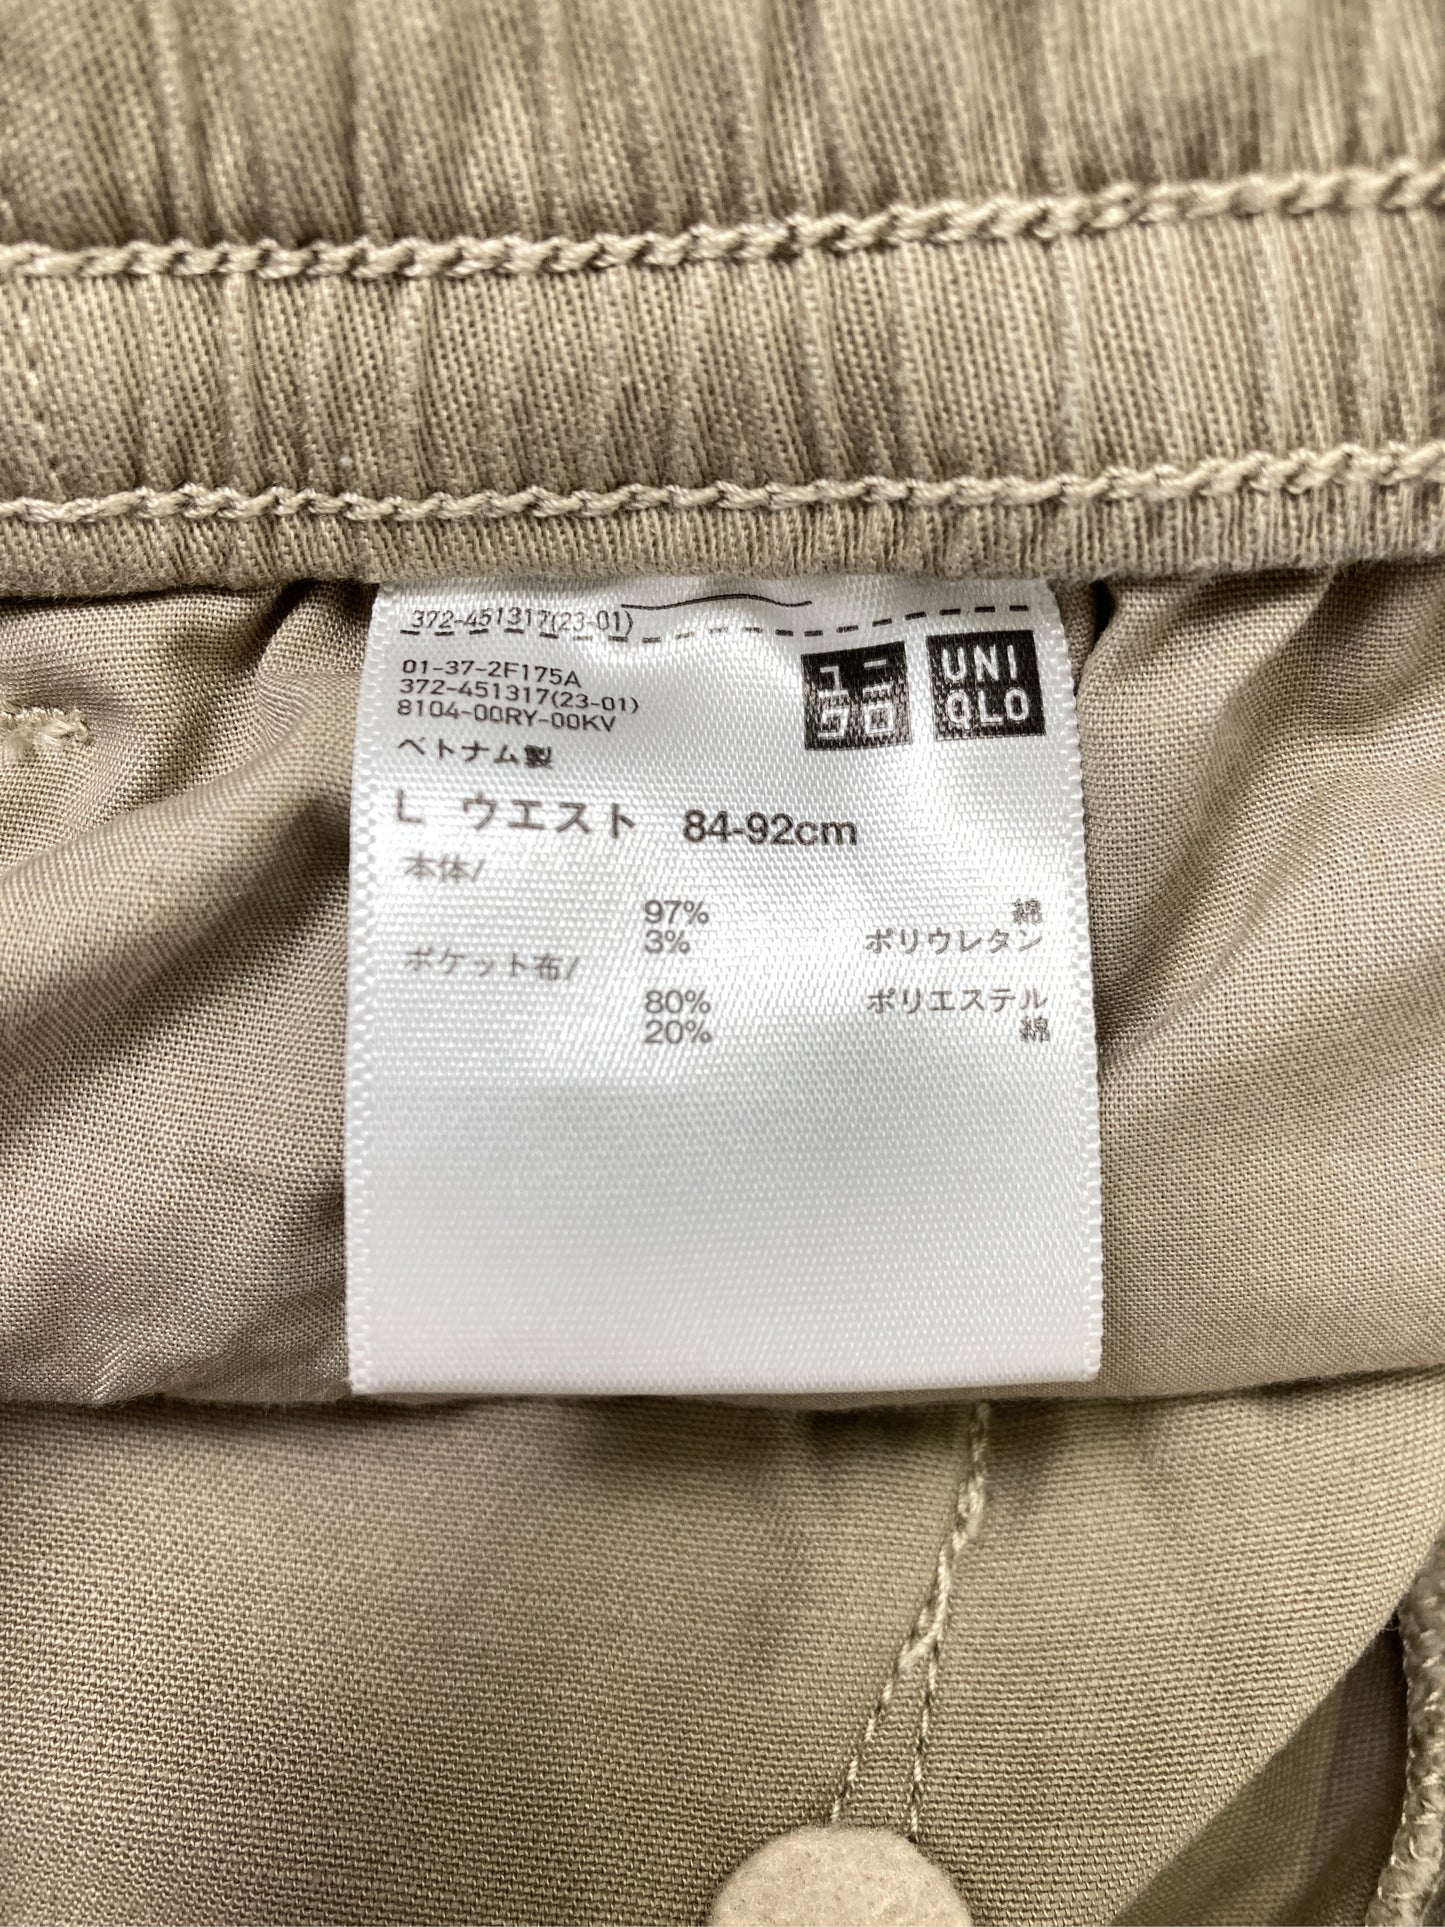 372-451317(23-01)
ユニ
クロ
UNI
QLO
01-37-2F175A
372-451317(23-01)
8104-00RY-00KV
ベトナム製
L ウエスト 84-92cm
本体/
97% 綿
3% ポリウレタン
ポケット布/
80% ポリエステル
20% 綿